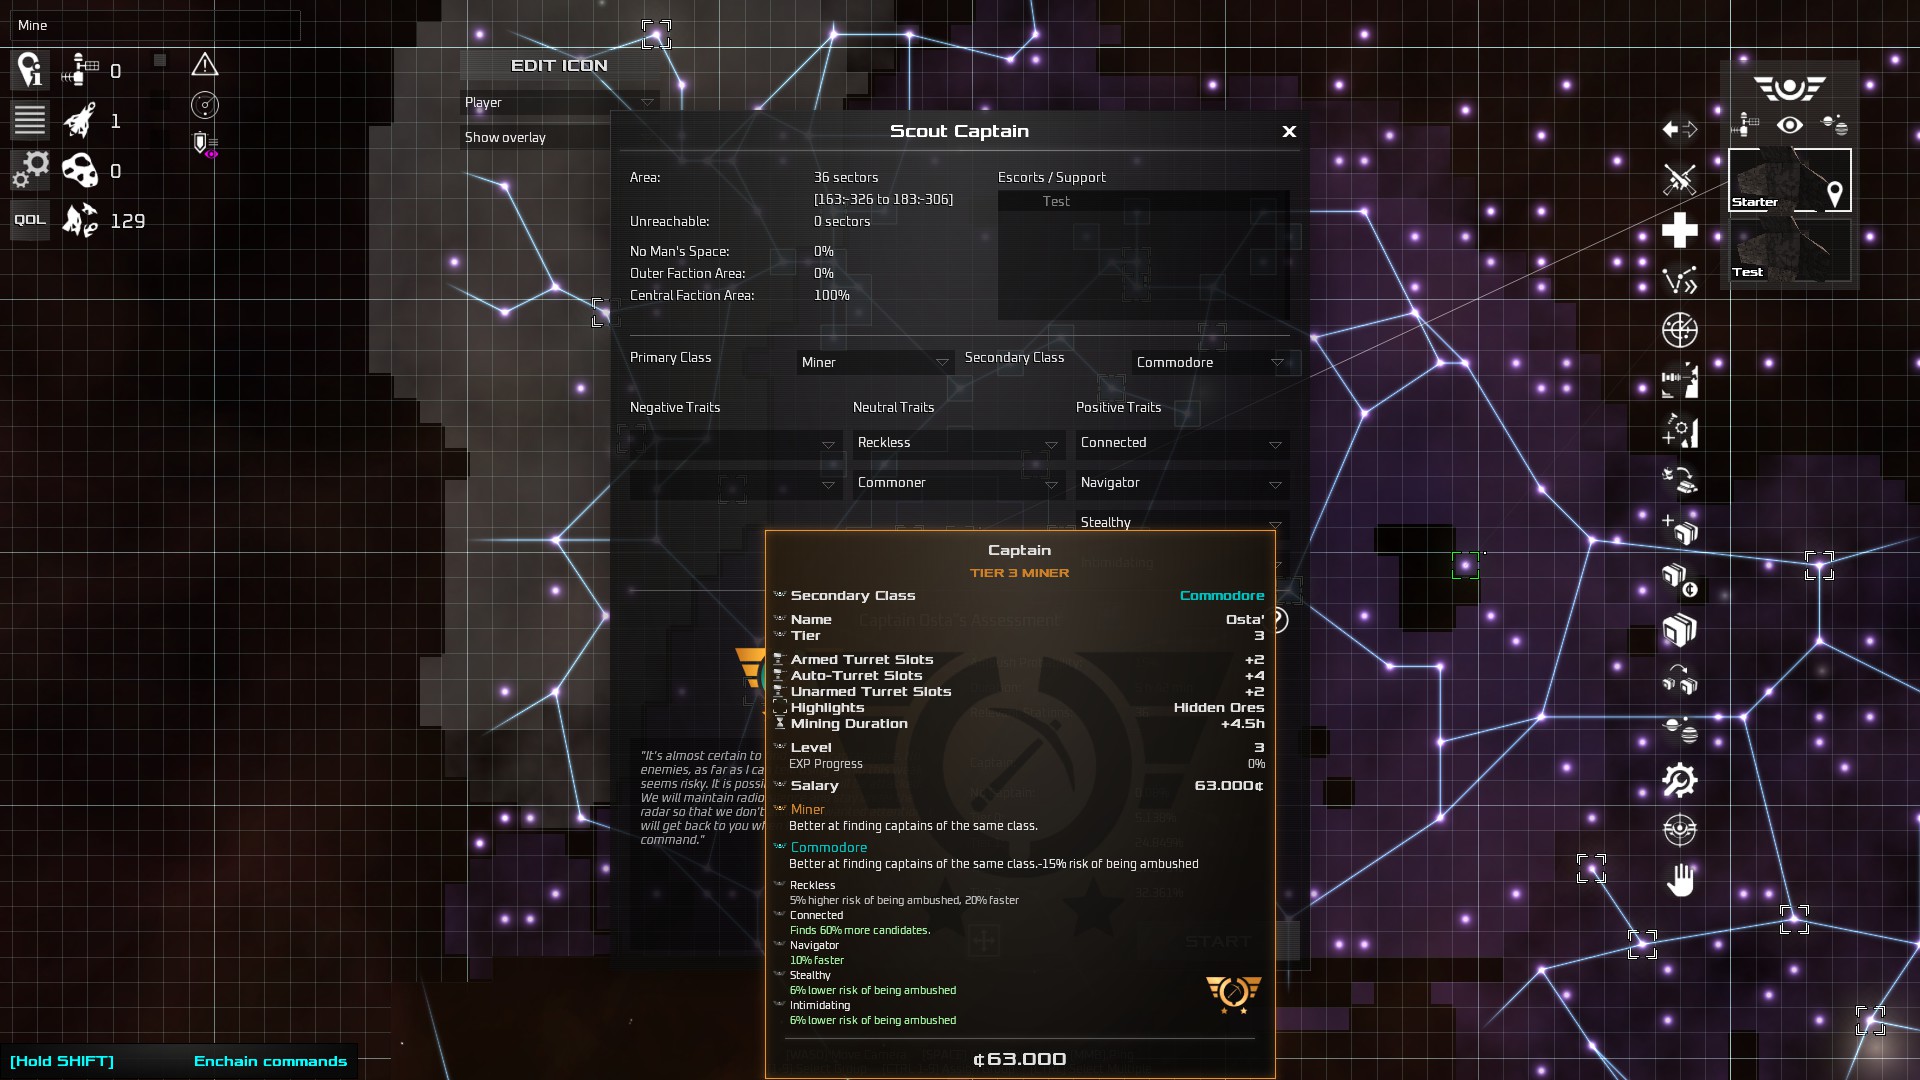 Mine
0
1
0
QOL
129
EDIT ICON
Player
Show overlay
Scout Captain
X
Area:
36 sectors
[163:-326 to 183:-306]
Unreachable:
0 sectors
No Man's Space:
0%
Outer Faction Area:
0%
Central Faction Area:
100%
Escorts / Support
Test
Primary Class
Miner
Secondary Class
Commodore
Negative Traits
Neutral Traits
Positive Traits
Reckless
Connected
Commoner
Navigator
Stealthy
Intimidating
Captain Osta's Assessment
?
"It's almost certain to
enemies, as far as I ca
seems risky. It is possi
We will maintain radio
radar so that we don't
will get back to you wh
command."
START
Captain
TIER 3 MINER
Secondary Class
Commodore
Name
Osta'
Tier
3
Armed Turret Slots
+2
Auto-Turret Slots
+4
Unarmed Turret Slots
+2
Highlights
Hidden Ores
Mining Duration
+4.5h
Level
3
EXP Progress
0%
Salary
63.000¢
Miner
Better at finding captains of the same class.
Commodore
Better at finding captains of the same class.-15% risk of being ambushed
Reckless
5% higher risk of being ambushed, 20% faster
Connected
Finds 60% more candidates.
Navigator
10% faster
Stealthy
6% lower risk of being ambushed
Intimidating
6% lower risk of being ambushed
¢63.000
Starter
Test
[Hold SHIFT]
Enchain commands